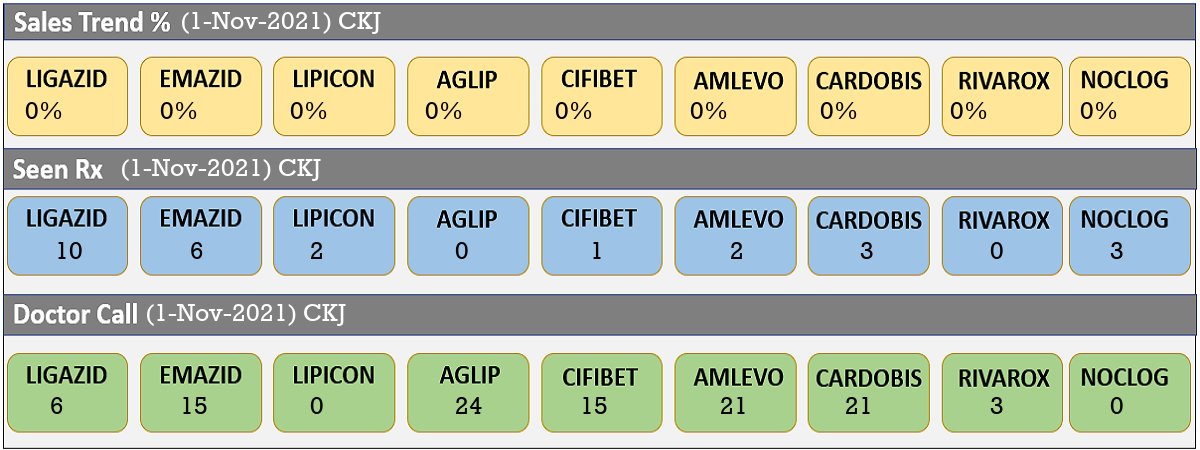 Sales Trend % (1-Nov-2021) CKJ
LIGAZID EMAZID LIPICON AGLIP CIFIBET AMLEVO CARDOBIS RIVAROX NOCLOG
0% 0% 0% 0% 0% 0% 0% 0% 0%
Seen Rx (1-Nov-2021) CKJ
LIGAZID EMAZID LIPICON AGLIP CIFIBET AMLEVO CARDOBIS RIVAROX NOCLOG
10 6 2 0 1 2 3 0 3
Doctor Call (1-Nov-2021) CKJ
LIGAZID EMAZID LIPICON AGLIP CIFIBET AMLEVO CARDOBIS RIVAROX NOCLOG
6 15 0 24 15 21 21 3 0